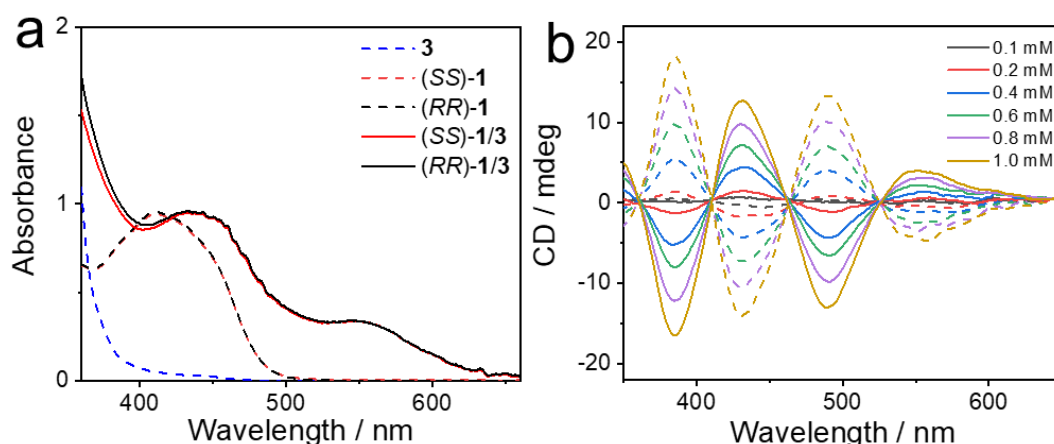 a
2
1
0
Absorbance
400
500
600
Wavelength / nm
3
(SS)-1
(RR)-1
(SS)-1/3
(RR)-1/3
b
20
10
0
-10
-20
CD / mdeg
400
500
600
Wavelength / nm
0.1 mM
0.2 mM
0.4 mM
0.6 mM
0.8 mM
1.0 mM